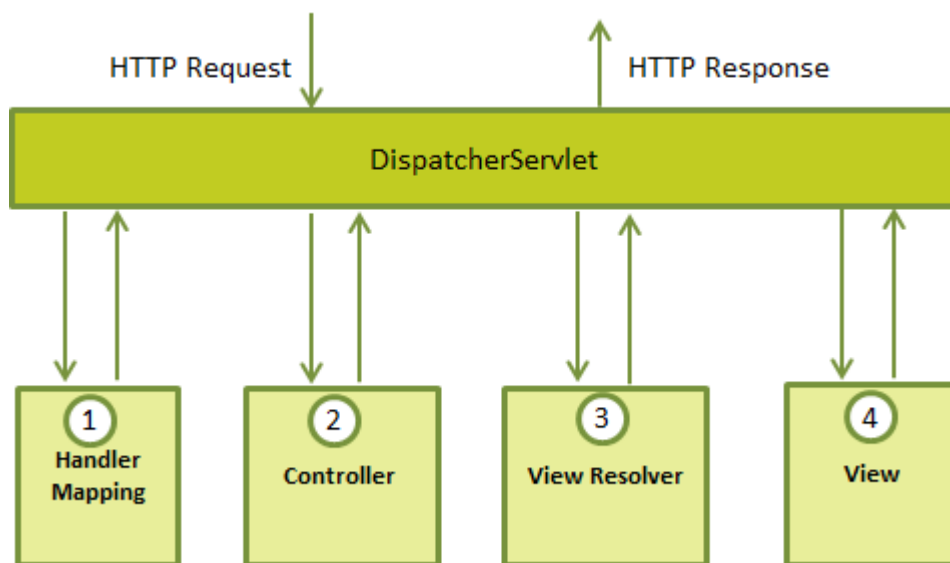 HTTP Request
HTTP Response
DispatcherServlet
1
Handler
Mapping
2
Controller
3
View Resolver
4
View